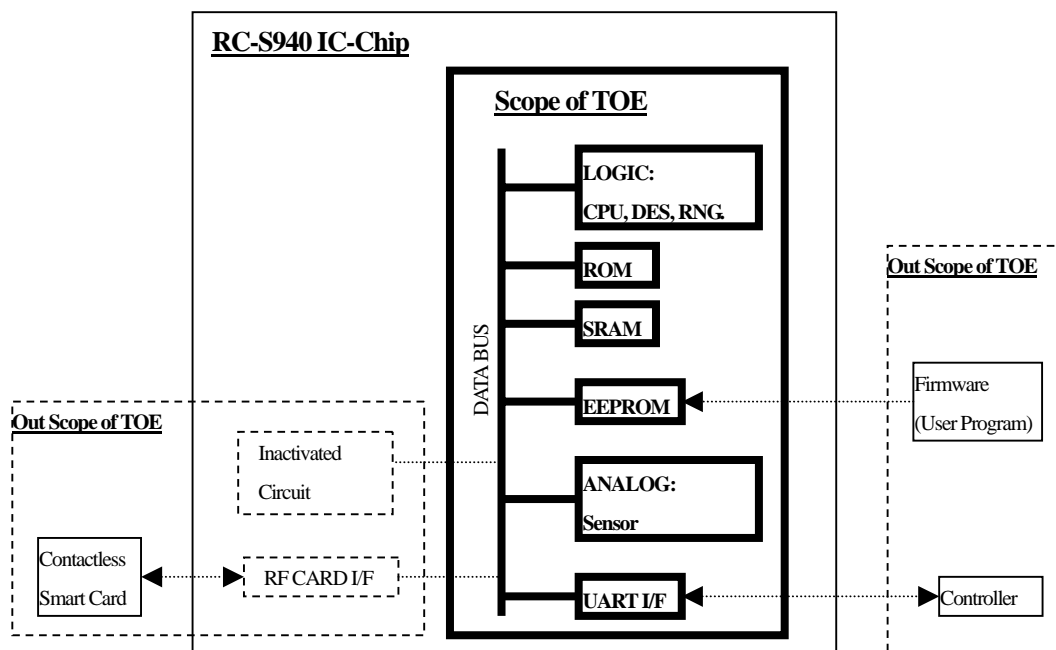 RC-S940 IC-Chip
Scope of TOE
LOGIC:
CPU, DES, RNG.
ROM
SRAM
DATA BUS
EEPROM
ANALOG:
Sensor
UART I/F
Out Scope of TOE
Firmware
(User Program)
Controller
Out Scope of TOE
Inactivated
Circuit
Contactless
Smart Card
RF CARD I/F